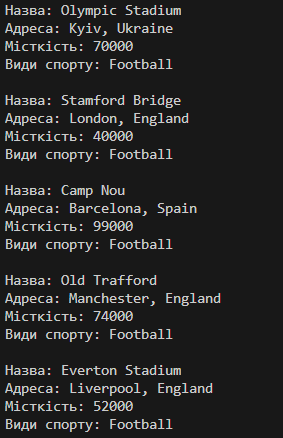 Назва: Olympic Stadium
Адреса: Kyiv, Ukraine
Місткість: 70000
Види спорту: Football

Назва: Stamford Bridge
Адреса: London, England
Місткість: 40000
Види спорту: Football

Назва: Camp Nou
Адреса: Barcelona, Spain
Місткість: 99000
Види спорту: Football

Назва: Old Trafford
Адреса: Manchester, England
Місткість: 74000
Види спорту: Football

Назва: Everton Stadium
Адреса: Liverpool, England
Місткість: 52000
Види спорту: Football